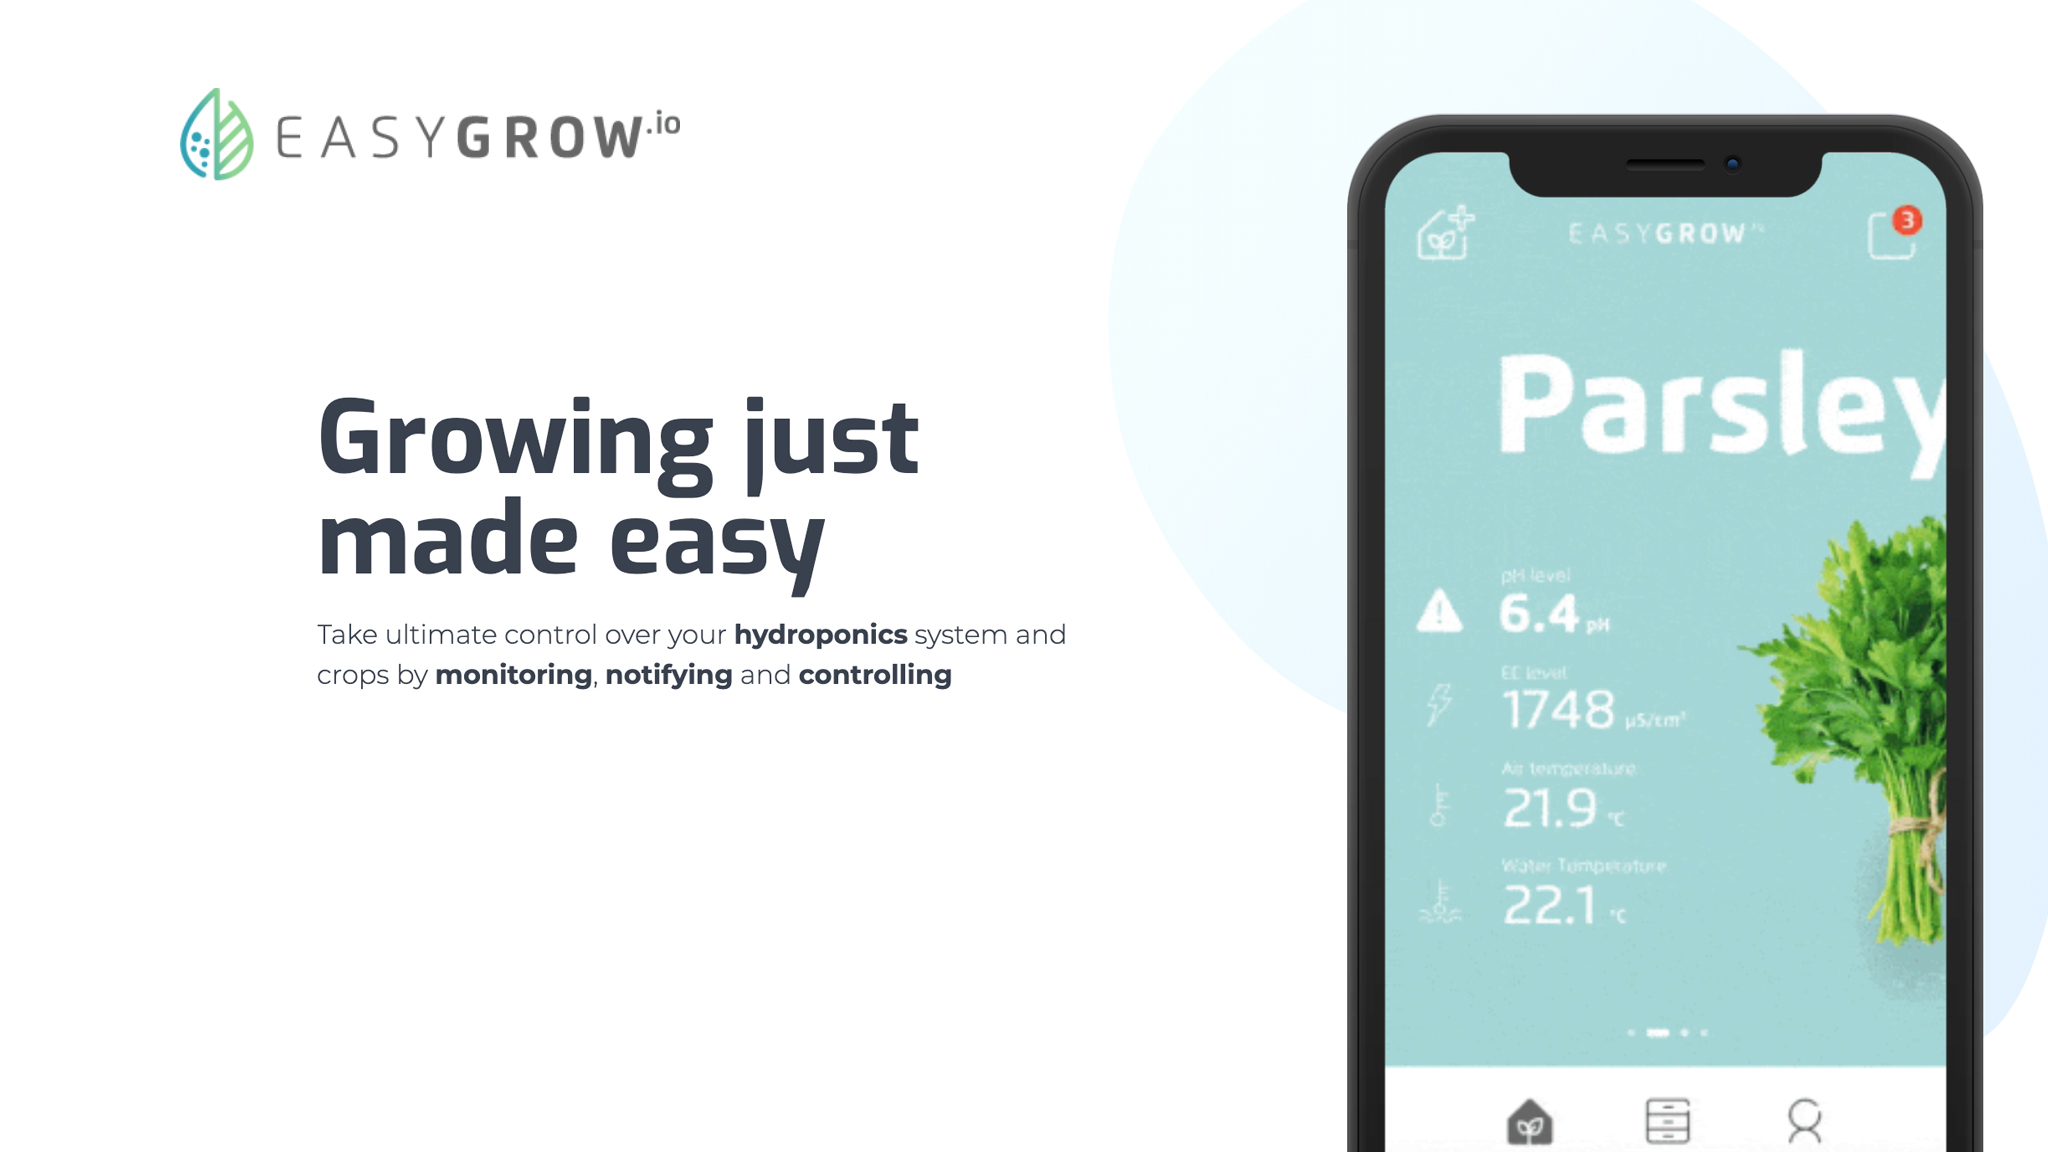 EASYGROW.io
Growing just
made easy
Take ultimate control over your hydroponics system and
crops by monitoring, notifying and controlling
EASYGROW
3
Parsley
pH level
6.4 pH
EC level
1748 µS/cm
Air temperature
21.9 °C
Water Temperature
22.1 °C